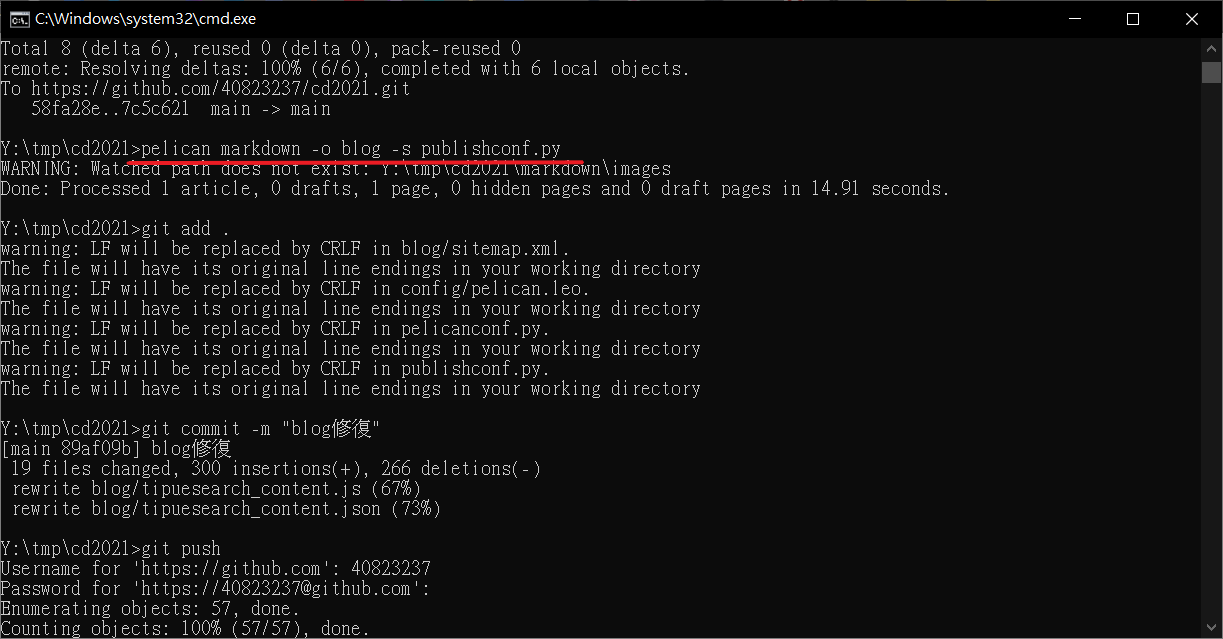 C:\Windows\system32\cmd.exe
Total 8 (delta 6), reused 0 (delta 0), pack-reused 0
remote: Resolving deltas: 100% (6/6), completed with 6 local objects.
To https://github.com/40823237/cd2021.git
   58fa28e..7c5c621  main -> main
Y:\tmp\cd2021>pelican markdown -o blog -s publishconf.py
WARNING: Watched path does not exist: Y:\tmp\cd2021\markdown\images
Done: Processed 1 article, 0 drafts, 1 page, 0 hidden pages and 0 draft pages in 14.91 seconds.
Y:\tmp\cd2021>git add .
warning: LF will be replaced by CRLF in blog/sitemap.xml.
The file will have its original line endings in your working directory
warning: LF will be replaced by CRLF in config/pelican.leo.
The file will have its original line endings in your working directory
warning: LF will be replaced by CRLF in pelicanconf.py.
The file will have its original line endings in your working directory
warning: LF will be replaced by CRLF in publishconf.py.
The file will have its original line endings in your working directory
Y:\tmp\cd2021>git commit -m "blog修復"
[main 89af09b] blog修復
 19 files changed, 300 insertions(+), 266 deletions(-)
 rewrite blog/tipuesearch_content.js (67%)
 rewrite blog/tipuesearch_content.json (73%)
Y:\tmp\cd2021>git push
Username for 'https://github.com': 40823237
Password for 'https://40823237@github.com':
Enumerating objects: 57, done.
Counting objects: 100% (57/57), done.